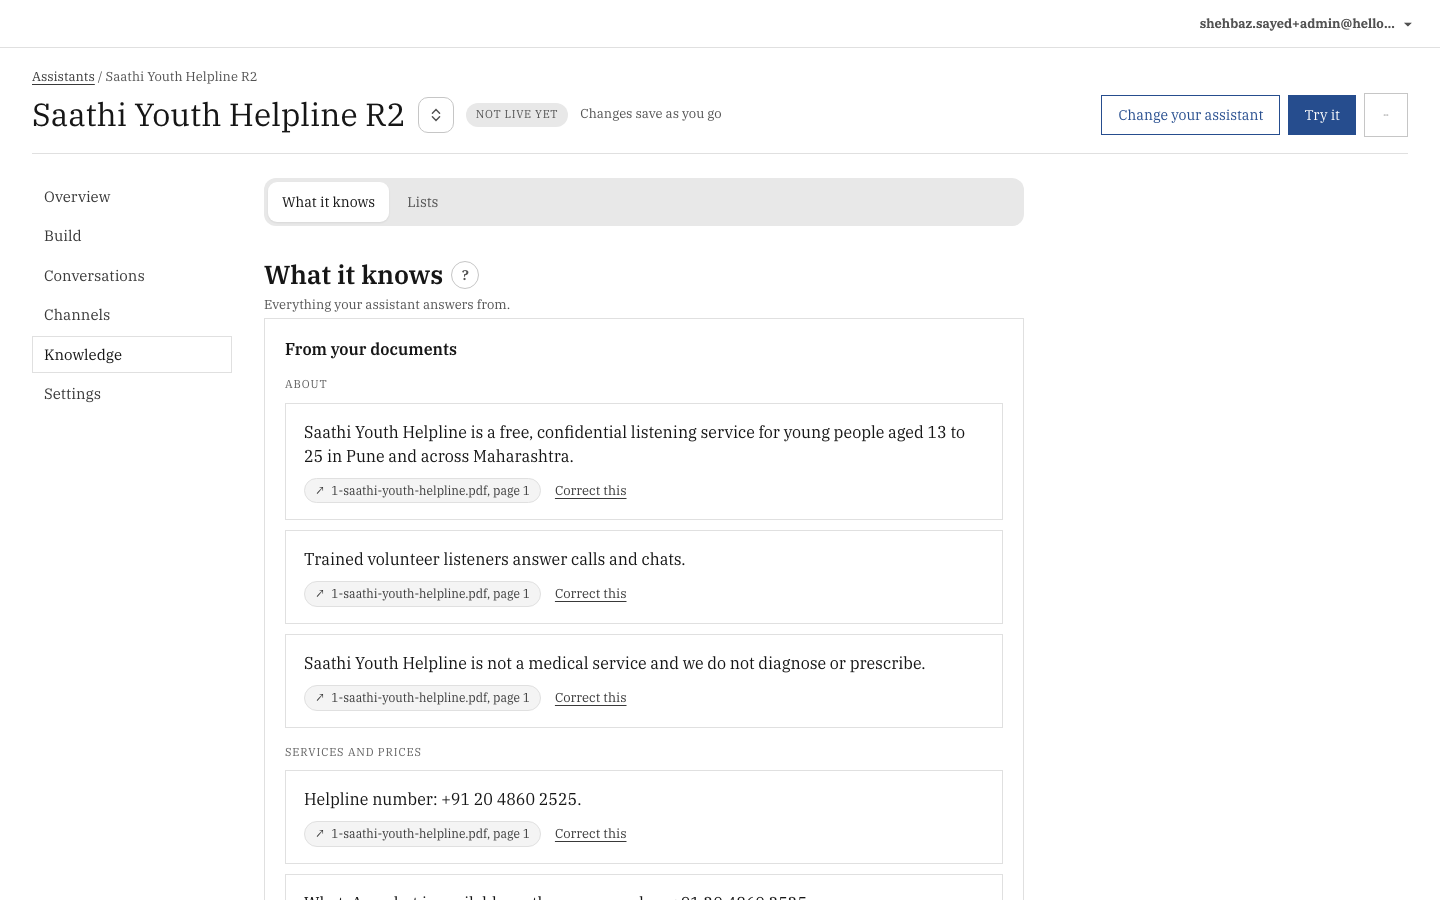 shehbaz.sayed+admin@hello...
Assistants / Saathi Youth Helpline R2
Saathi Youth Helpline R2
NOT LIVE YET
Changes save as you go
Change your assistant
Try it
Overview
Build
Conversations
Channels
Knowledge
Settings
What it knows
Lists
What it knows ?
Everything your assistant answers from.
From your documents
ABOUT
Saathi Youth Helpline is a free, confidential listening service for young people aged 13 to
25 in Pune and across Maharashtra.
↗ 1-saathi-youth-helpline.pdf, page 1 Correct this
Trained volunteer listeners answer calls and chats.
↗ 1-saathi-youth-helpline.pdf, page 1 Correct this
Saathi Youth Helpline is not a medical service and we do not diagnose or prescribe.
↗ 1-saathi-youth-helpline.pdf, page 1 Correct this
SERVICES AND PRICES
Helpline number: +91 20 4860 2525.
↗ 1-saathi-youth-helpline.pdf, page 1 Correct this